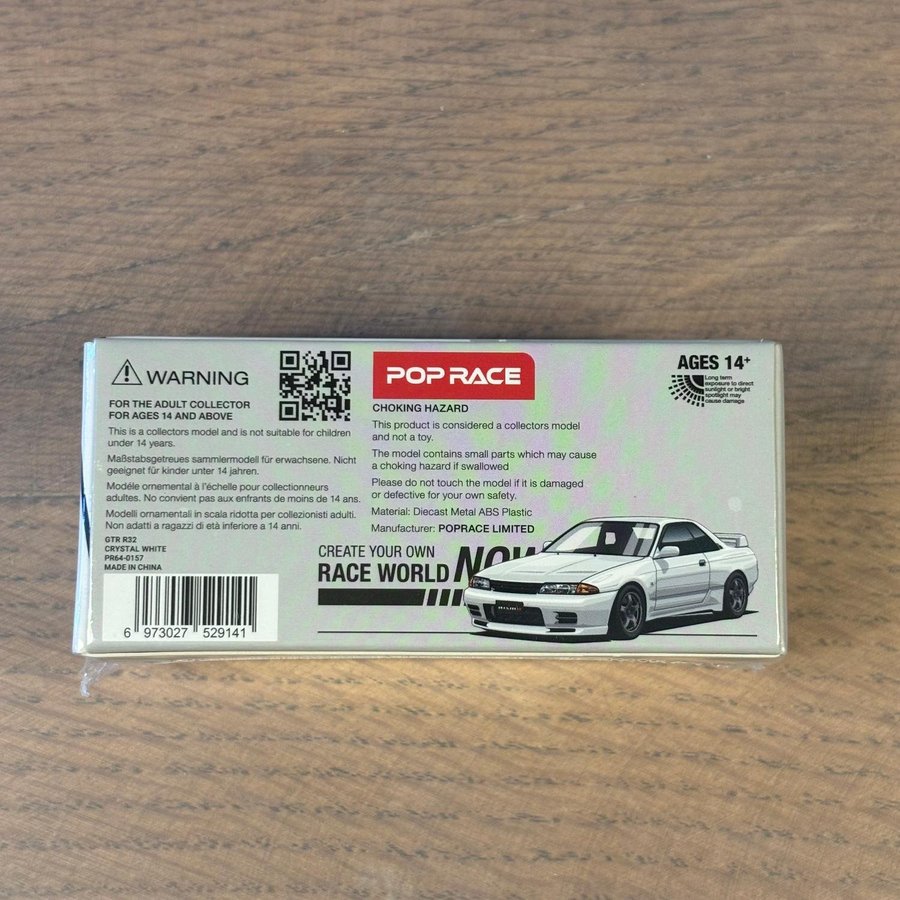 WARNING
FOR THE ADULT COLLECTOR
FOR AGES 14 AND ABOVE
This is a collectors model and is not suitable for children
under 14 years.
Maßstabsgetreues sammlermodell für erwachsene. Nicht
geeignet für kinder unter 14 jahren.
Modéle ornemental à l'échelle pour collectionneurs
adultes. No convient pas aux enfrants de moins de 14 ans.
Modelli ornamentali in scala ridotta per collezionisti adulti.
Non adatti a ragazzi di età inferiore a 14 anni.
GTR R32
CRYSTAL WHITE
PR64-0157
MADE IN CHINA
6 973027 529141
POP RACE
CHOKING HAZARD
This product is considered a collectors model
and not a toy.
The model contains small parts which may cause
a choking hazard if swallowed
Please do not touch the model if it is damaged
or defective for your own safety.
Material: Diecast Metal ABS Plastic
Manufacturer: POPRACE LIMITED
CREATE YOUR OWN
RACE WORLD NOW
AGES 14+
Long term
exposure to direct
sunlight or bright
spotlight may
cause damage